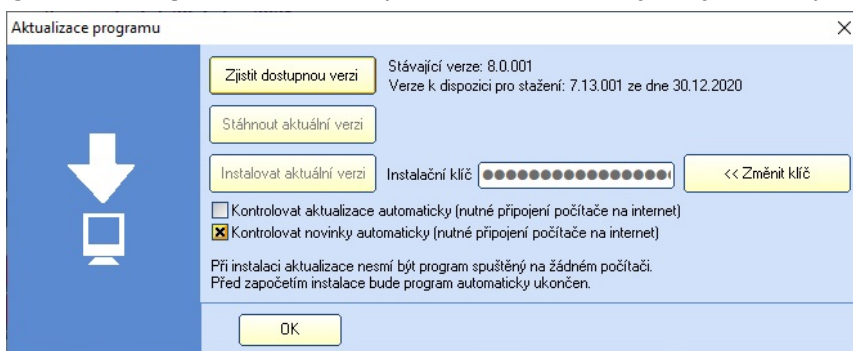 Aktualizace programu
Zjistit dostupnou verzi
Stávající verze: 8.0.001
Verze k dispozici pro stažení: 7.13.001 ze dne 30.12.2020
Stáhnout aktuální verzi
Instalovat aktuální verzi
Instalační klíč
<< Změnit klíč
Kontrolovat aktualizace automaticky (nutné připojení počítače na internet)
Kontrolovat novinky automaticky (nutné připojení počítače na internet)
Při instalaci aktualizace nesmí být program spuštěný na žádném počítači.
Před započetím instalace bude program automaticky ukončen.
OK